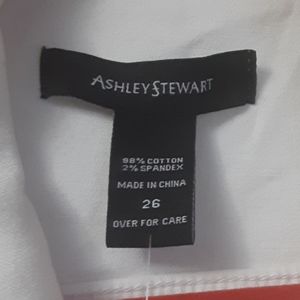 ASHLEY STEWART
98% COTTON
2% SPANDEX
MADE IN CHINA
26
OVER FOR CARE